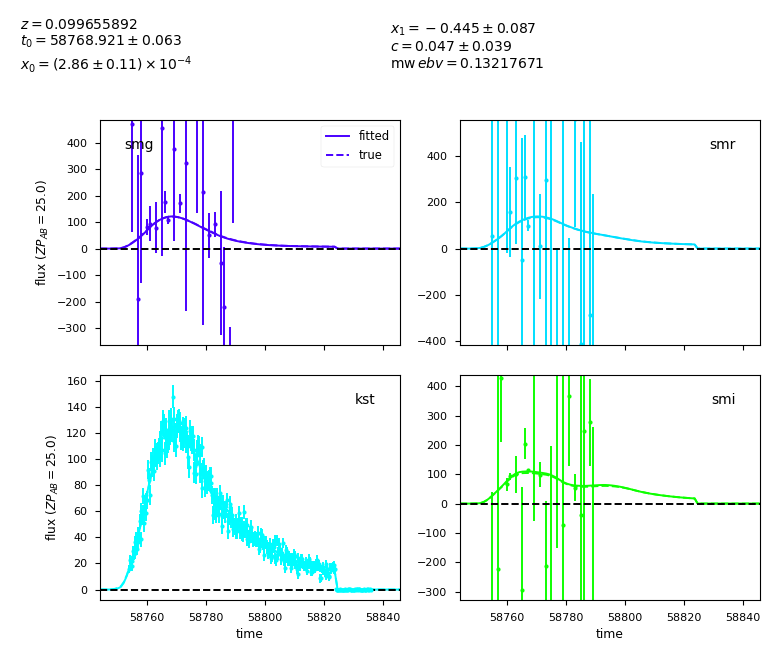 z = 0.099655892
t₀ = 58768.921 ± 0.063
x₀ = (2.86 ± 0.11) × 10⁻⁴
x₁ = −0.445 ± 0.087
c = 0.047 ± 0.039
mw ebv = 0.13217671
smg
fitted
true
400
300
200
100
0
−100
−200
−300
flux (ZP_AB = 25.0)
smr
400
200
0
−200
−400
kst
160
140
120
100
80
60
40
20
0
flux (ZP_AB = 25.0)
58760 58780 58800 58820 58840
time
smi
400
300
200
100
0
−100
−200
−300
58760 58780 58800 58820 58840
time